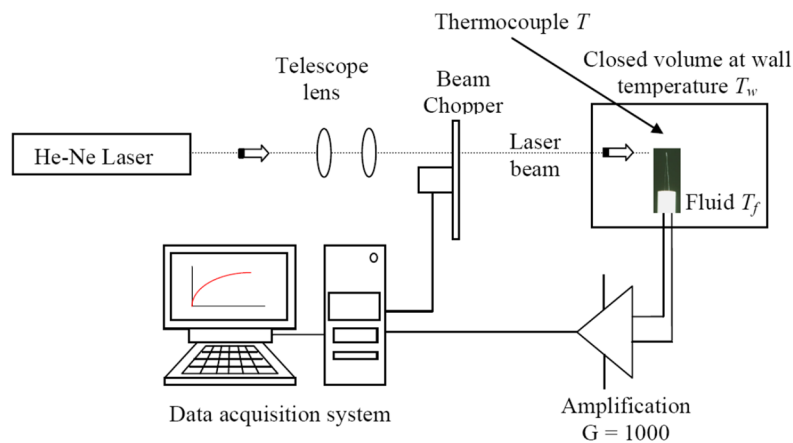 Thermocouple T
Closed volume at wall
temperature Tw
Telescope
lens
Beam
Chopper
He-Ne Laser
Laser
beam
Fluid Tf
Data acquisition system
Amplification
G = 1000